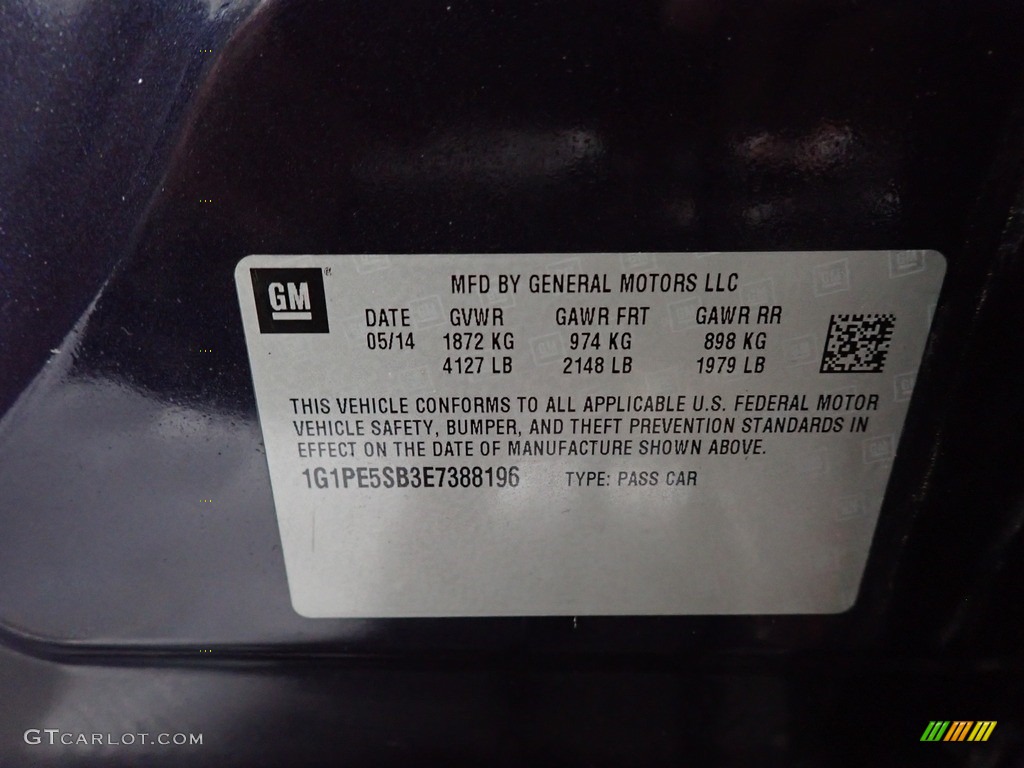 GM ®
MFD BY GENERAL MOTORS LLC
DATE GVWR GAWR FRT GAWR RR
05/14 1872 KG 974 KG 898 KG
4127 LB 2148 LB 1979 LB
THIS VEHICLE CONFORMS TO ALL APPLICABLE U.S. FEDERAL MOTOR
VEHICLE SAFETY, BUMPER, AND THEFT PREVENTION STANDARDS IN
EFFECT ON THE DATE OF MANUFACTURE SHOWN ABOVE.
1G1PE5SB3E7388196 TYPE: PASS CAR
GTCARLOT.COM